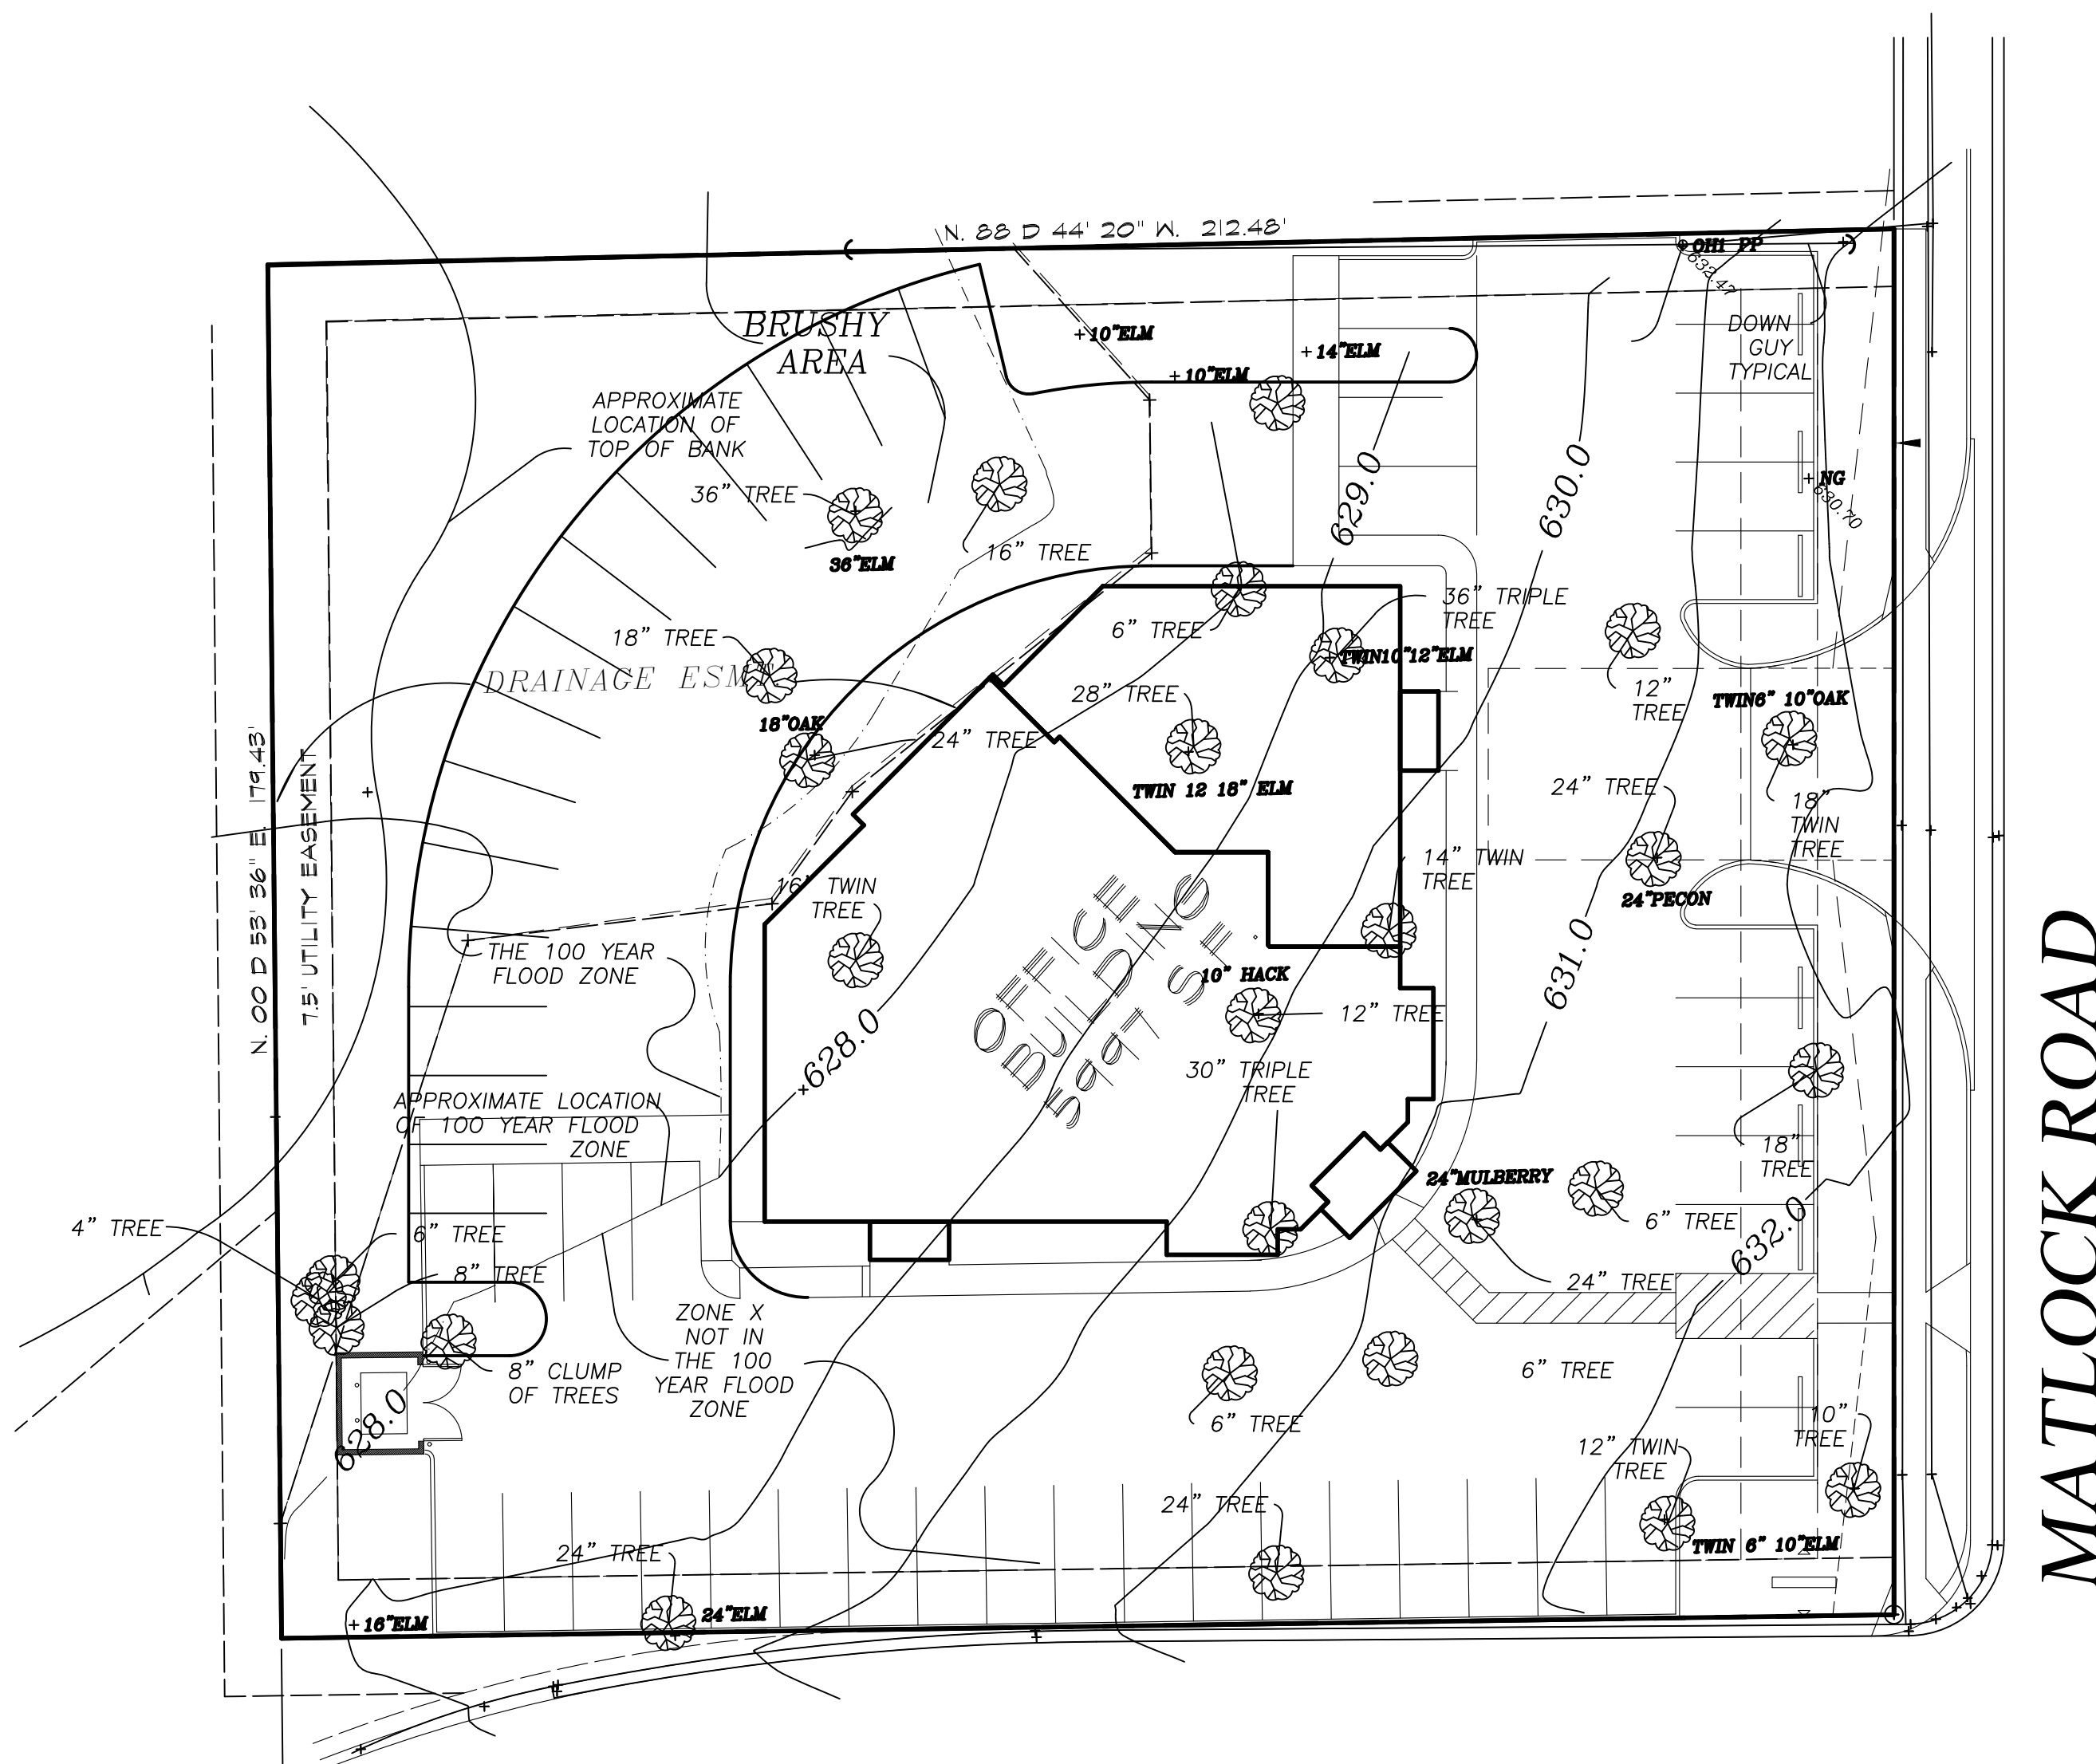 N. 88 D 44' 20" W. 212.48'
OH1 PP
632.47
BRUSHY
AREA
10"ELM
14"ELM
10"ELM
DOWN
GUY
TYPICAL
APPROXIMATE
LOCATION OF
TOP OF BANK
36" TREE
36"ELM
16" TREE
629.0
630.0
NG
630.70
18" TREE
DRAINAGE ESMT.
6" TREE
36" TRIPLE
TREE
TWIN10"12"ELM
28" TREE
12"
TREE
TWIN6" 10"OAK
18"OAK
24" TREE
TWIN 12 18" ELM
24" TREE
18"
TWIN
TREE
N. 00 D 53' 36" E. 179.43'
7.5' UTILITY EASEMENT
16" TWIN
TREE
14" TWIN
TREE
24"PECON
THE 100 YEAR
FLOOD ZONE
OFFICE
BUILDING
5997 S.F.
10" HACK
12" TREE
631.0
628.0
30" TRIPLE
TREE
APPROXIMATE LOCATION
OF 100 YEAR FLOOD
ZONE
18"
TREE
24"MULBERRY
4" TREE
6" TREE
8" TREE
6" TREE
632.0
24" TREE
ZONE X
NOT IN
THE 100
YEAR FLOOD
ZONE
8" CLUMP
OF TREES
628.0
6" TREE
6" TREE
10"
TREE
12" TWIN
TREE
24" TREE
24" TREE
TWIN 6" 10"ELM
16"ELM
24"ELM
MATLOCK ROAD